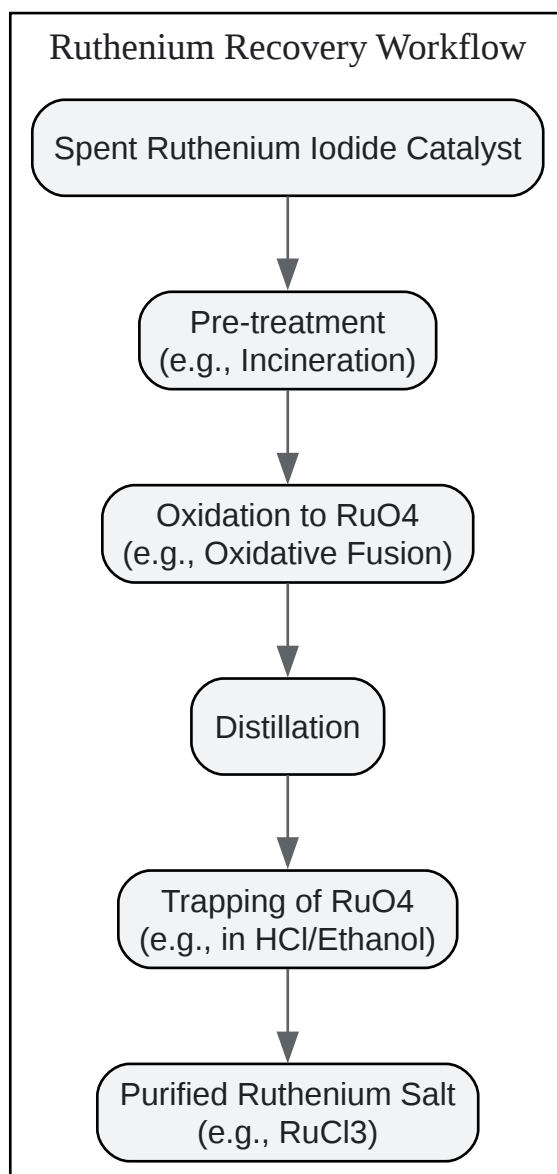 Ruthenium Recovery Workflow
Spent Ruthenium Iodide Catalyst
Pre-treatment
(e.g., Incineration)
Oxidation to RuO4
(e.g., Oxidative Fusion)
Distillation
Trapping of RuO4
(e.g., in HCl/Ethanol)
Purified Ruthenium Salt
(e.g., RuCl3)